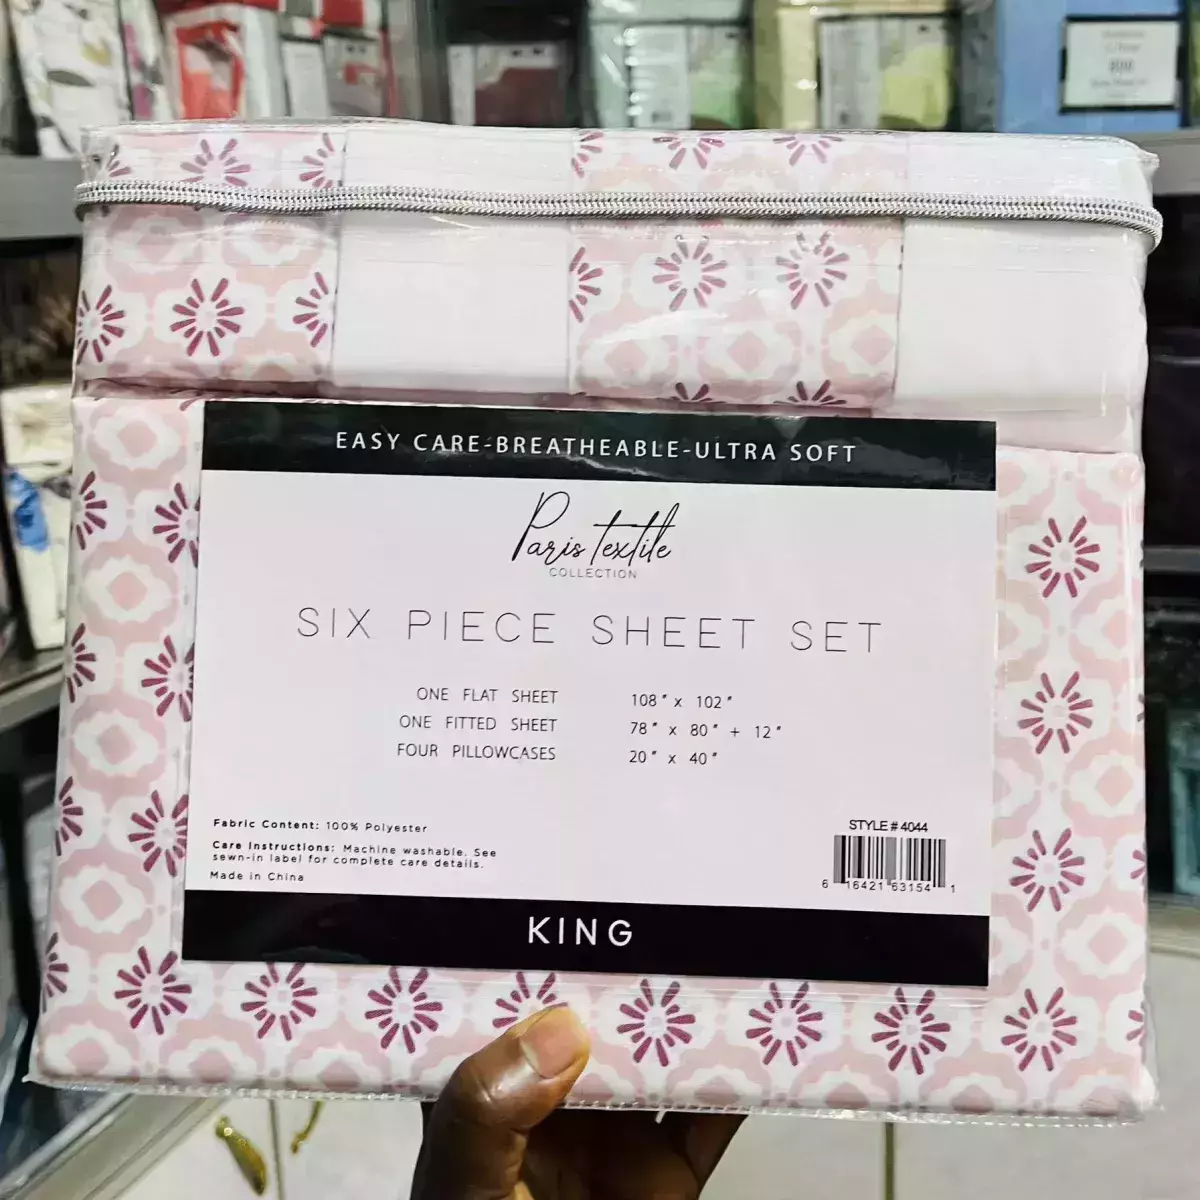 EASY CARE-BREATHEABLE-ULTRA SOFT
Paris textile
COLLECTION
SIX PIECE SHEET SET
ONE FLAT SHEET 108" x 102"
ONE FITTED SHEET 78" x 80" + 12"
FOUR PILLOWCASES 20" x 40"
Fabric Content: 100% Polyester
Care Instructions: Machine washable. See
sewn-in label for complete care details.
Made in China
STYLE # 4044
6 16421 63154 1
KING